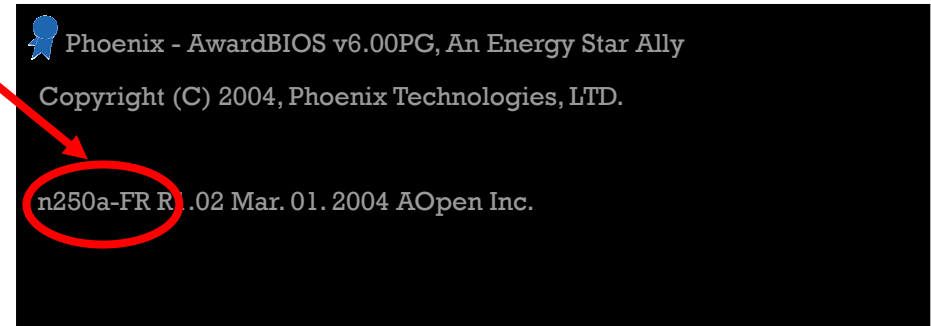 Phoenix - AwardBIOS v6.00PG, An Energy Star Ally
Copyright (C) 2004, Phoenix Technologies, LTD.
n250a-FR R1.02 Mar. 01. 2004 AOpen Inc.